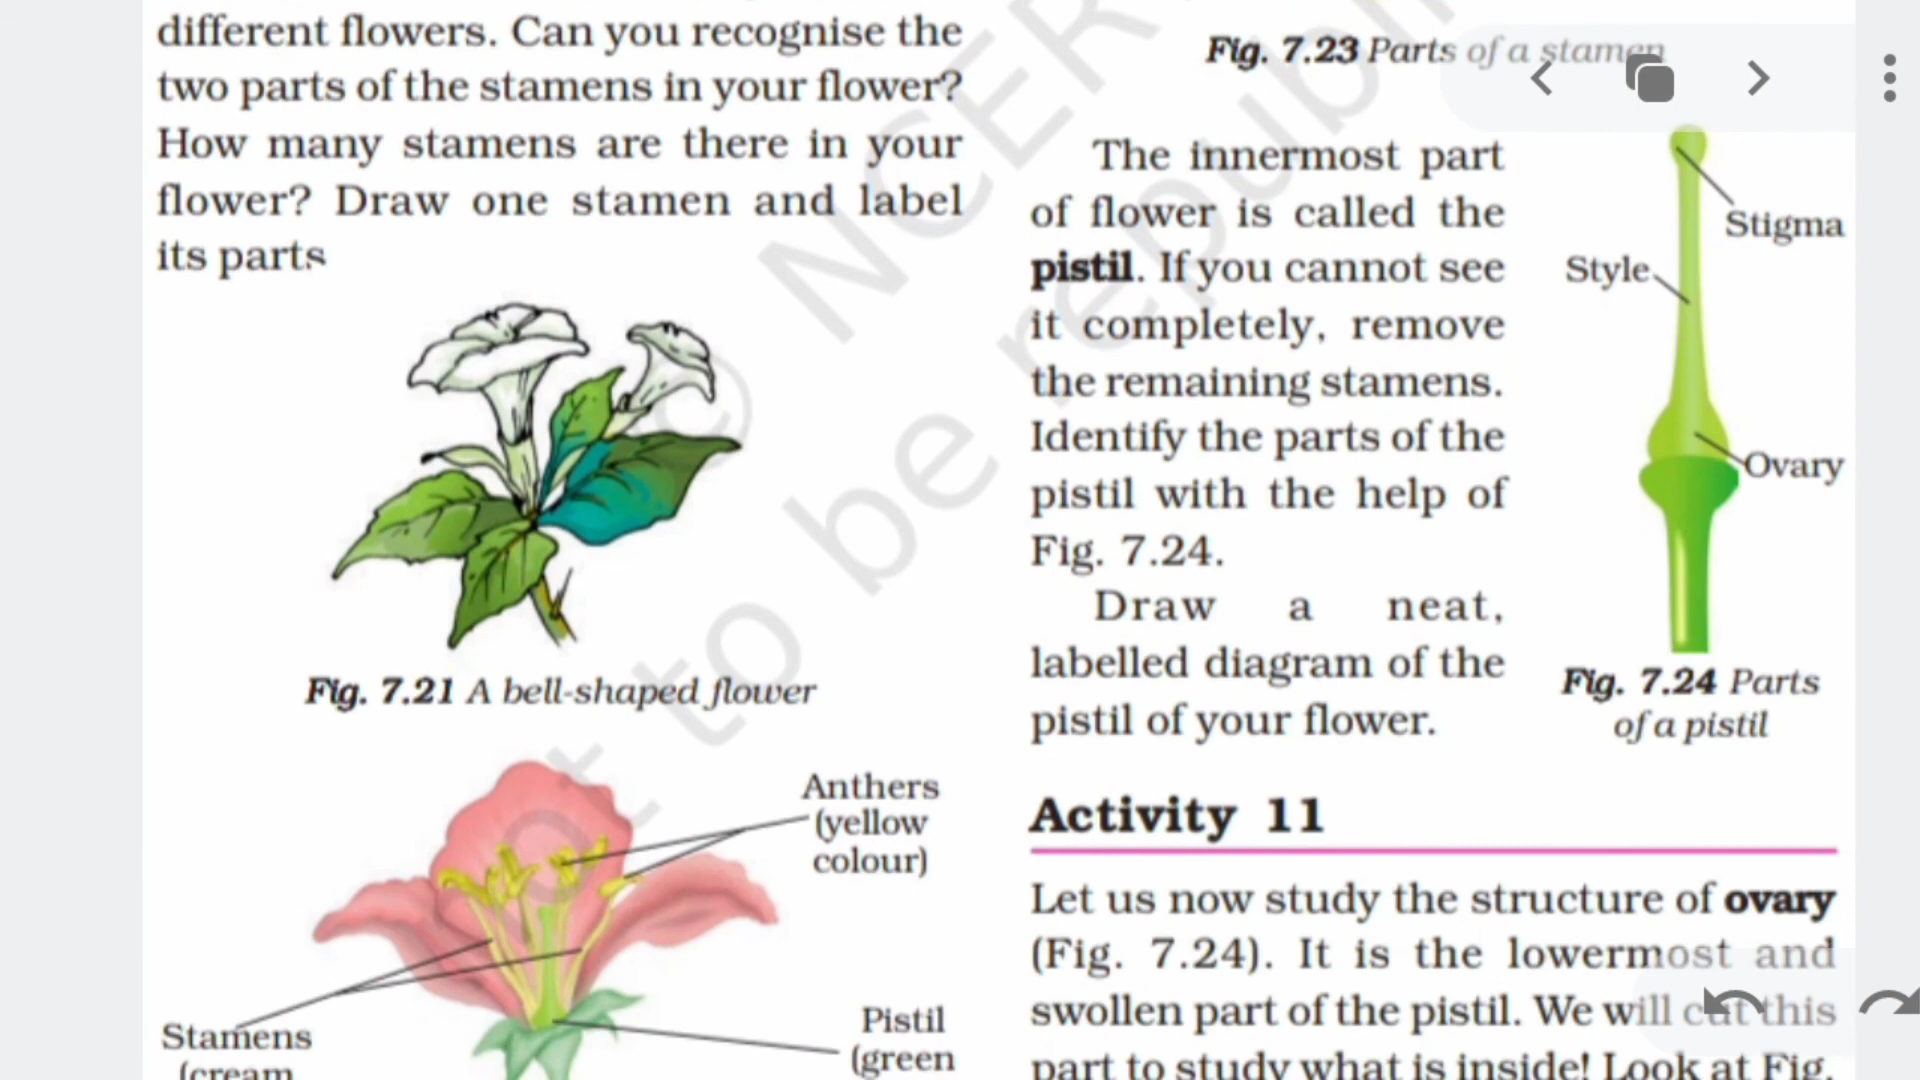 different flowers. Can you recognise the
two parts of the stamens in your flower?
How many stamens are there in your
flower? Draw one stamen and label
its parts
Fig. 7.21 A bell-shaped flower
Anthers
(yellow
colour)
Stamens
(cream
Pistil
(green
Fig. 7.23 Parts of a stamen
The innermost part
of flower is called the
pistil. If you cannot see
it completely, remove
the remaining stamens.
Identify the parts of the
pistil with the help of
Fig. 7.24.
Draw a neat,
labelled diagram of the
pistil of your flower.
Stigma
Style
Ovary
Fig. 7.24 Parts
of a pistil
Activity 11
Let us now study the structure of ovary
(Fig. 7.24). It is the lowermost and
swollen part of the pistil. We will cut this
part to study what is inside! Look at Fig.
© NCER
not to be republi